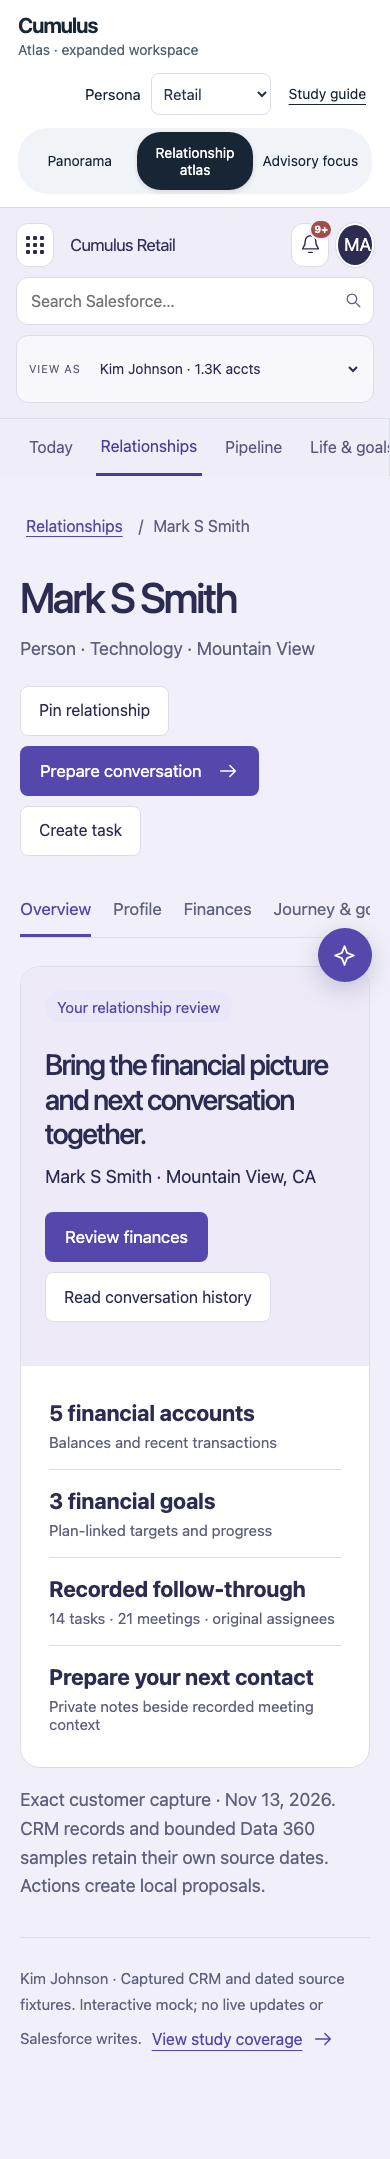 Cumulus
Atlas · expanded workspace
Persona Retail Study guide
Panorama Relationship atlas Advisory focus
Cumulus Retail 9+ MA
Search Salesforce...
VIEW AS Kim Johnson · 1.3K accts
Today Relationships Pipeline Life & goals
Relationships / Mark S Smith
Mark S Smith
Person · Technology · Mountain View
Pin relationship
Prepare conversation →
Create task
Overview Profile Finances Journey & go
Your relationship review
Bring the financial picture
and next conversation
together.
Mark S Smith · Mountain View, CA
Review finances
Read conversation history
5 financial accounts
Balances and recent transactions
3 financial goals
Plan-linked targets and progress
Recorded follow-through
14 tasks · 21 meetings · original assignees
Prepare your next contact
Private notes beside recorded meeting
context
Exact customer capture · Nov 13, 2026.
CRM records and bounded Data 360
samples retain their own source dates.
Actions create local proposals.
Kim Johnson · Captured CRM and dated source
fixtures. Interactive mock; no live updates or
Salesforce writes. View study coverage →